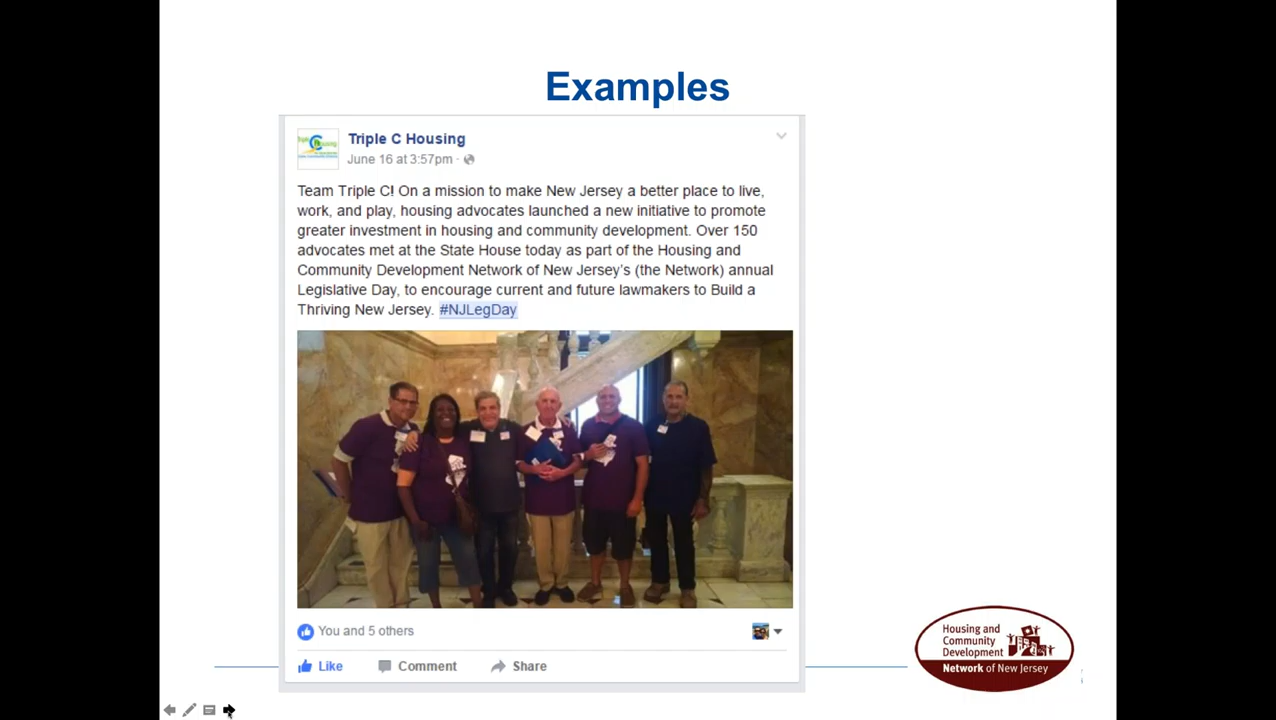 Examples
Triple C Housing
June 16 at 3:57pm ·
Team Triple C! On a mission to make New Jersey a better place to live,
work, and play, housing advocates launched a new initiative to promote
greater investment in housing and community development. Over 150
advocates met at the State House today as part of the Housing and
Community Development Network of New Jersey's (the Network) annual
Legislative Day, to encourage current and future lawmakers to Build a
Thriving New Jersey. #NJLegDay
You and 5 others
Like Comment Share
Housing and
Community
Development
Network of New Jersey